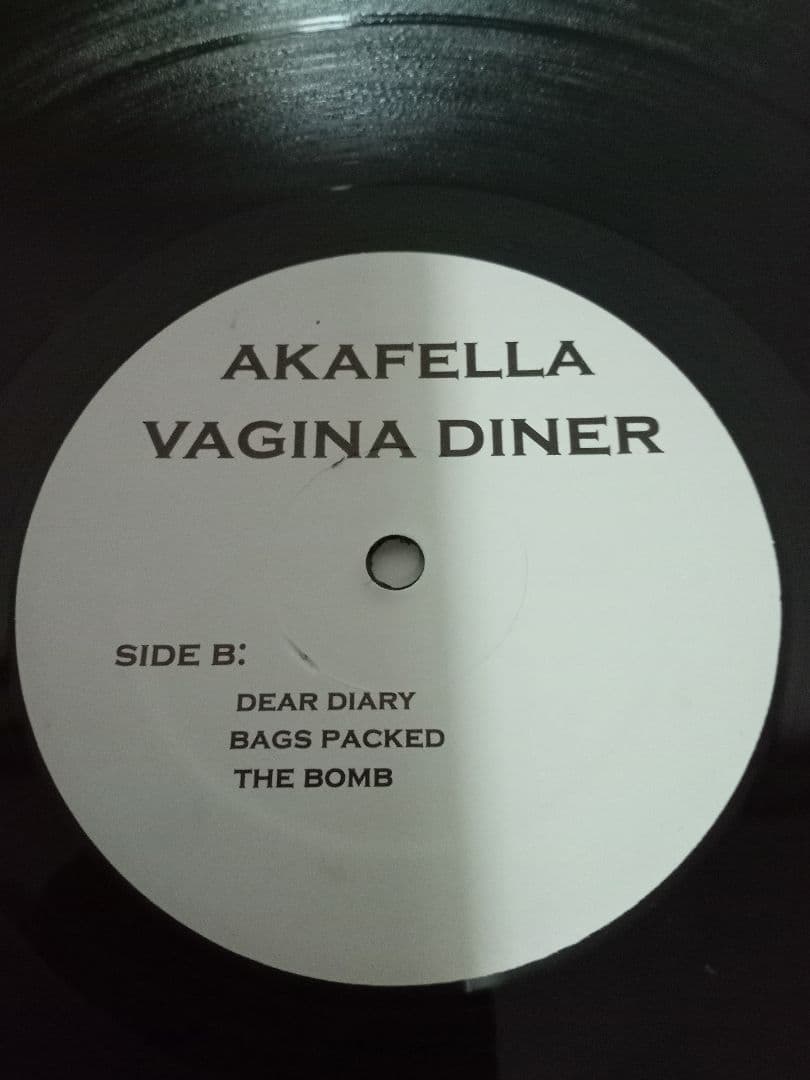 AKAFELLA
VAGINA DINER
SIDE B:
DEAR DIARY
BAGS PACKED
THE BOMB